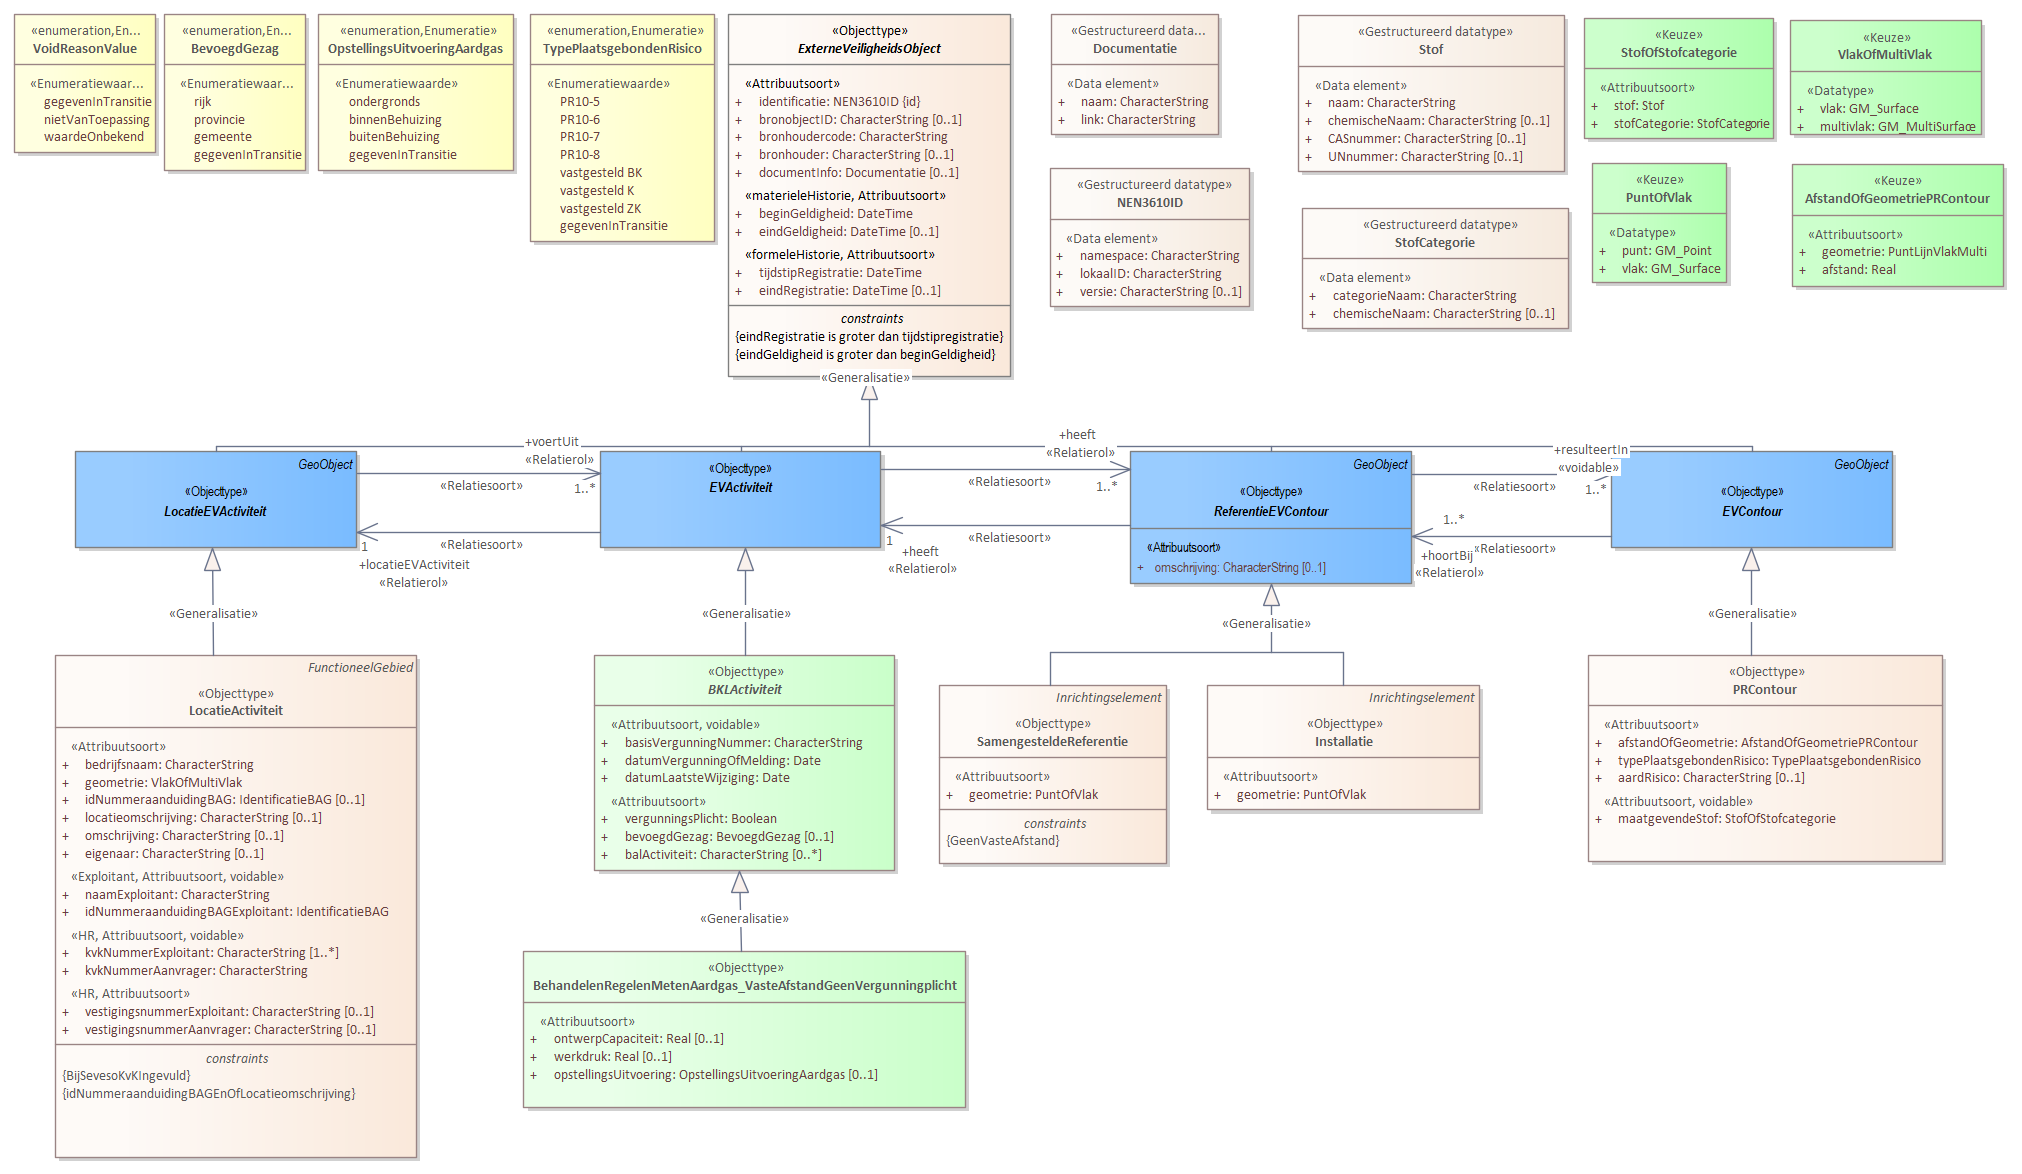 «enumeration,En...
VoidReasonValue
«Enumeratiewaar...
gegevenInTransitie
nietVanToepassing
waardeOnbekend
«enumeration,En...
BevoegdGezag
«Enumeratiewaar...
rijk
provincie
gemeente
gegevenInTransitie
«enumeration,Enumeratie»
OpstellingsUitvoeringAardgas
«Enumeratiewaarde»
ondergronds
binnenBehuizing
buitenBehuizing
gegevenInTransitie
«enumeration,Enumeratie»
TypePlaatsgebondenRisico
«Enumeratiewaarde»
PR10-5
PR10-6
PR10-7
PR10-8
vastgesteld BK
vastgesteld K
vastgesteld ZK
gegevenInTransitie
«Objecttype»
ExterneVeiligheidsObject
«Attribuutsoort»
+ identificatie: NEN3610ID {id}
+ bronobjectID: CharacterString [0..1]
+ bronhoudercode: CharacterString
+ bronhouder: CharacterString [0..1]
+ documentInfo: Documentatie [0..1]
«materieleHistorie, Attribuutsoort»
+ beginGeldigheid: DateTime
+ eindGeldigheid: DateTime [0..1]
«formeleHistorie, Attribuutsoort»
+ tijdstipRegistratie: DateTime
+ eindRegistratie: DateTime [0..1]
constraints
{eindRegistratie is groter dan tijdstipregistratie}
{eindGeldigheid is groter dan beginGeldigheid}
«Gestructureerd data...
Documentatie
«Data element»
+ naam: CharacterString
+ link: CharacterString
«Gestructureerd datatype»
NEN3610ID
«Data element»
+ namespace: CharacterString
+ lokaalID: CharacterString
+ versie: CharacterString [0..1]
«Gestructureerd datatype»
Stof
«Data element»
+ naam: CharacterString
+ chemischeNaam: CharacterString [0..1]
+ CASnummer: CharacterString [0..1]
+ UNnummer: CharacterString [0..1]
«Gestructureerd datatype»
StofCategorie
«Data element»
+ categorieNaam: CharacterString
+ chemischeNaam: CharacterString [0..1]
«Keuze»
StofOfStofcategorie
«Attribuutsoort»
+ stof: Stof
+ stofCategorie: StofCategorie
«Keuze»
PuntOfVlak
«Datatype»
+ punt: GM_Point
+ vlak: GM_Surface
«Keuze»
VlakOfMultiVlak
«Datatype»
+ vlak: GM_Surface
+ multivlak: GM_MultiSurface
«Keuze»
AfstandOfGeometriePRContour
«Attribuutsoort»
+ geometrie: PuntLijnVlakMulti
+ afstand: Real
«Generalisatie»
GeoObject
«Objecttype»
LocatieEVActiviteit
+voertUit
«Relatierol»
«Relatiesoort»
1..*
«Relatiesoort»
1
+locatieEVActiviteit
«Relatierol»
«Objecttype»
EVActiviteit
+heeft
«Relatierol»
«Relatiesoort»
1..*
«Relatiesoort»
1
+heeft
«Relatierol»
GeoObject
«Objecttype»
ReferentieEVContour
«Attribuutsoort»
+ omschrijving: CharacterString [0..1]
+resulteertIn
«voidable»
«Relatiesoort»
1..*
1..*
«Relatiesoort»
+hoortBij
«Relatierol»
GeoObject
«Objecttype»
EVContour
«Generalisatie»
«Generalisatie»
«Generalisatie»
«Generalisatie»
FunctioneelGebied
«Objecttype»
LocatieActiviteit
«Attribuutsoort»
+ bedrijfsnaam: CharacterString
+ geometrie: VlakOfMultiVlak
+ idNummeraanduidingBAG: IdentificatieBAG [0..1]
+ locatieomschrijving: CharacterString [0..1]
+ omschrijving: CharacterString [0..1]
+ eigenaar: CharacterString [0..1]
«Exploitant, Attribuutsoort, voidable»
+ naamExploitant: CharacterString
+ idNummeraanduidingBAGExploitant: IdentificatieBAG
«HR, Attribuutsoort, voidable»
+ kvkNummerExploitant: CharacterString [1..*]
+ kvkNummerAanvrager: CharacterString
«HR, Attribuutsoort»
+ vestigingsnummerExploitant: CharacterString [0..1]
+ vestigingsnummerAanvrager: CharacterString [0..1]
constraints
{BijSevesoKvKIngevuld}
{idNummeraanduidingBAGEnOfLocatieomschrijving}
«Objecttype»
BKLActiviteit
«Attribuutsoort, voidable»
+ basisVergunningNummer: CharacterString
+ datumVergunningOfMelding: Date
+ datumLaatsteWijziging: Date
«Attribuutsoort»
+ vergunningsPlicht: Boolean
+ bevoegdGezag: BevoegdGezag [0..1]
+ balActiviteit: CharacterString [0..*]
«Generalisatie»
«Objecttype»
BehandelenRegelenMetenAardgas_VasteAfstandGeenVergunningplicht
«Attribuutsoort»
+ ontwerpCapaciteit: Real [0..1]
+ werkdruk: Real [0..1]
+ opstellingsUitvoering: OpstellingsUitvoeringAardgas [0..1]
Inrichtingselement
«Objecttype»
SamengesteldeReferentie
«Attribuutsoort»
+ geometrie: PuntOfVlak
constraints
{GeenVasteAfstand}
Inrichtingselement
«Objecttype»
Installatie
«Attribuutsoort»
+ geometrie: PuntOfVlak
«Objecttype»
PRContour
«Attribuutsoort»
+ afstandOfGeometrie: AfstandOfGeometriePRContour
+ typePlaatsgebondenRisico: TypePlaatsgebondenRisico
+ aardRisico: CharacterString [0..1]
«Attribuutsoort, voidable»
+ maatgevendeStof: StofOfStofcategorie